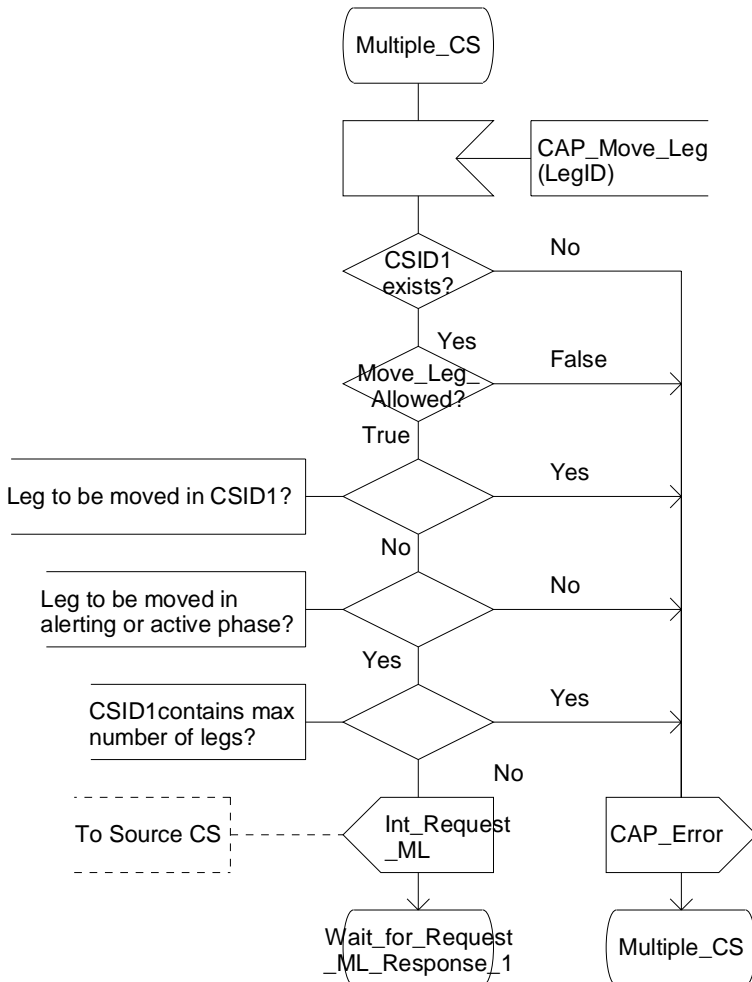 Multiple_CS
CAP_Move_Leg
(LegID)
CSID1
exists?
No
Yes
Move_Leg_
Allowed?
False
True
Leg to be moved in CSID1?
Yes
No
Leg to be moved in
alerting or active phase?
No
Yes
CSID1contains max
number of legs?
Yes
No
To Source CS
Int_Request
_ML
CAP_Error
Wait_for_Request
_ML_Response_1
Multiple_CS